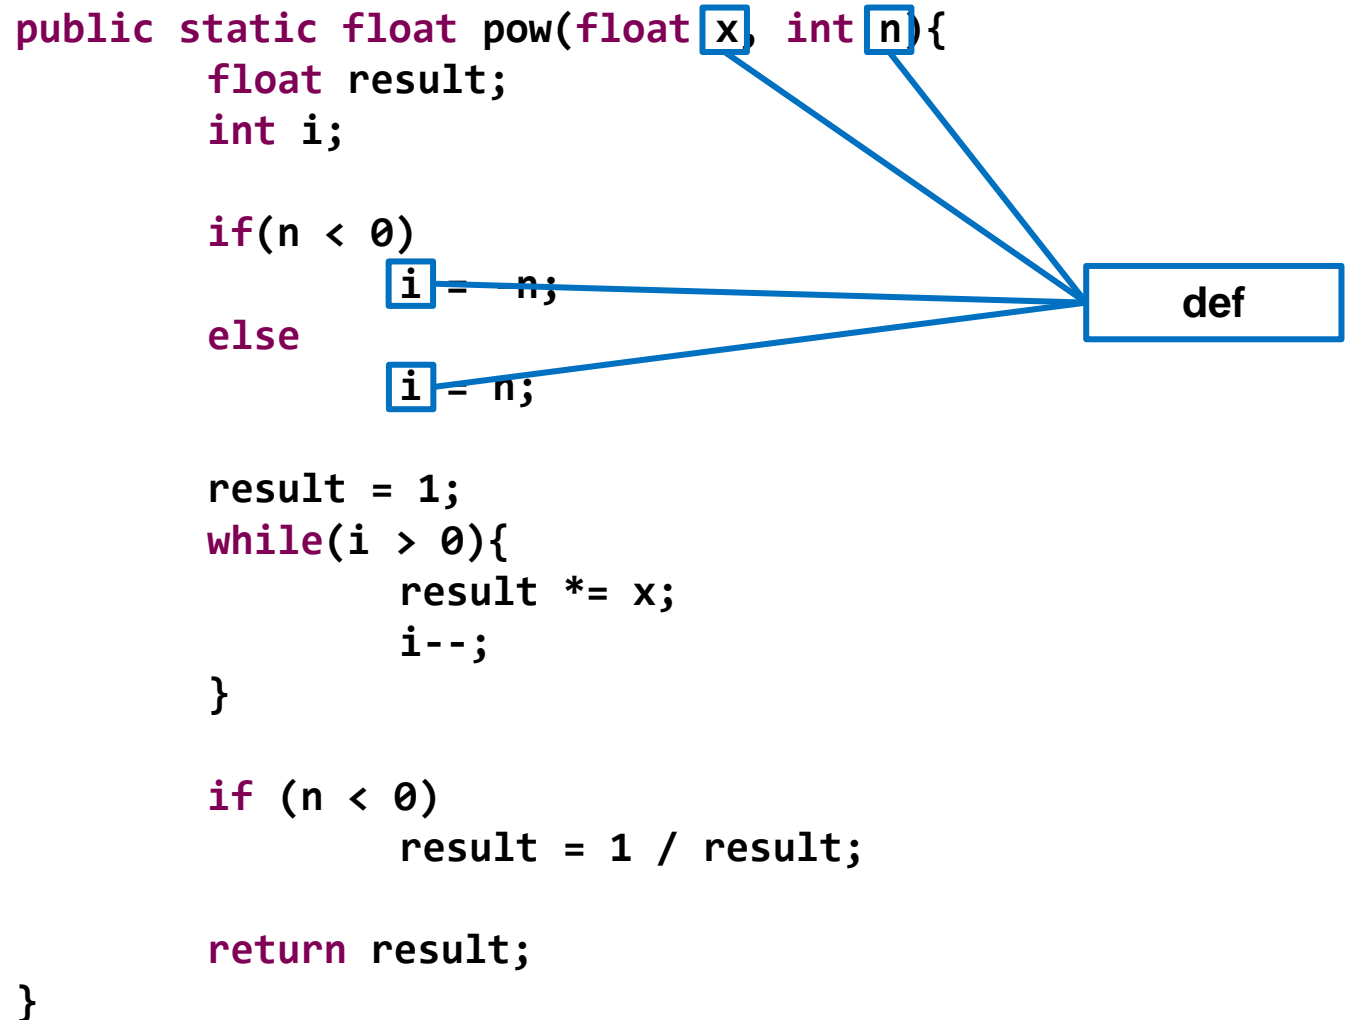 public static float pow(float x, int n){
float result;
int i;
if(n < 0)
i = -n;
def
else
i = n;
result = 1;
while(i > 0){
result *= x;
i--;
}
if (n < 0)
result = 1 / result;
return result;
}